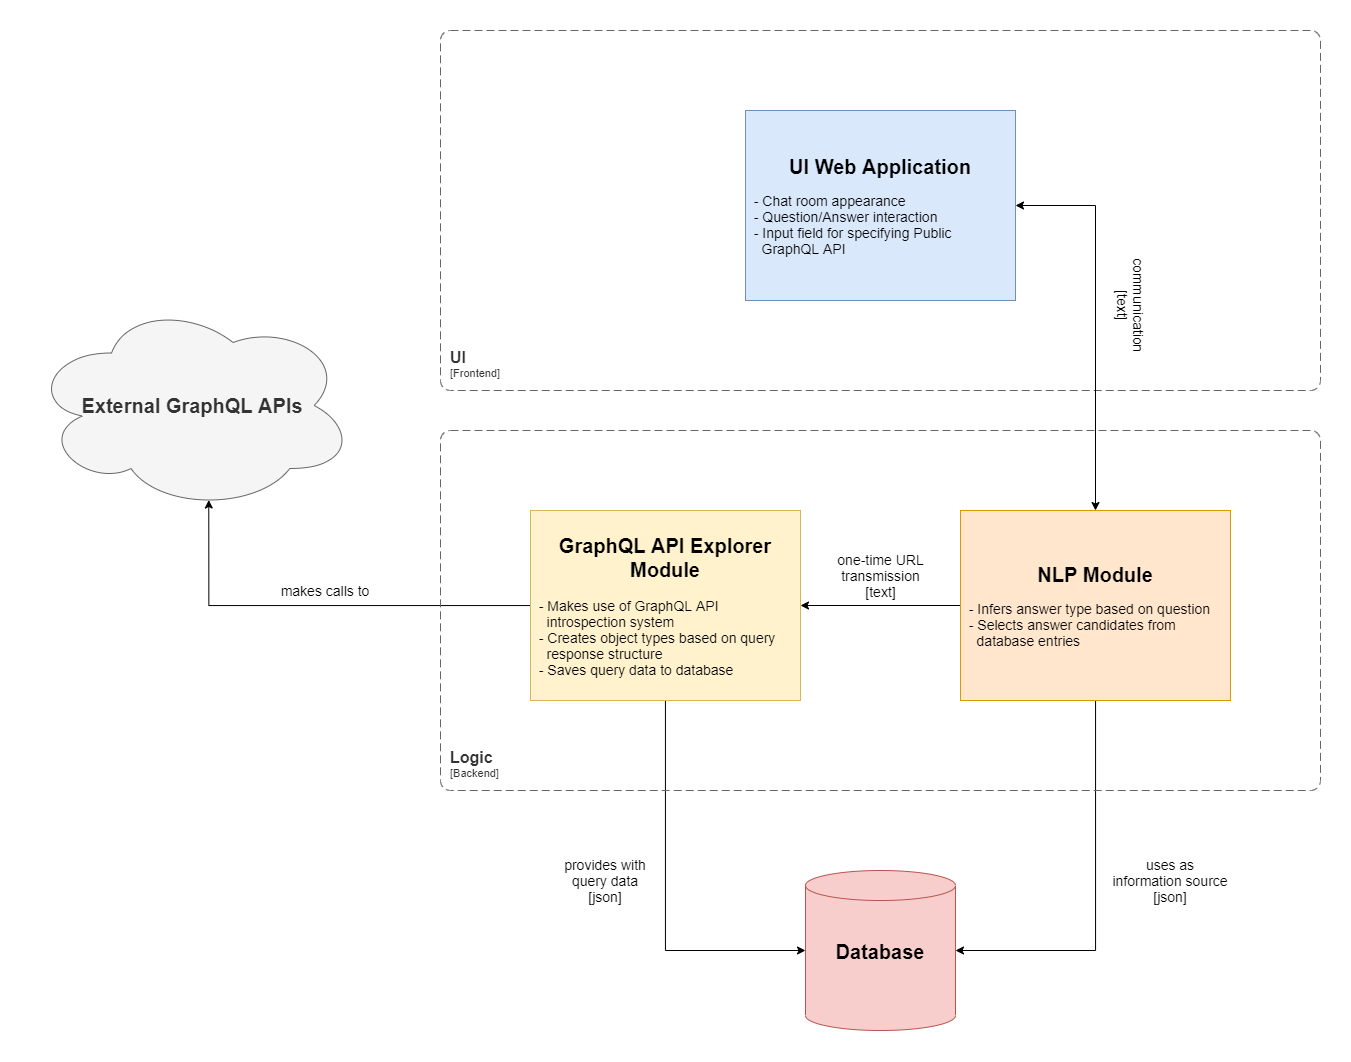 UI Web Application
- Chat room appearance
- Question/Answer interaction
- Input field for specifying Public
GraphQL API
communication
[text]
UI
[Frontend]
External GraphQL APIs
makes calls to
GraphQL API Explorer
Module
- Makes use of GraphQL API
introspection system
- Creates object types based on query
response structure
- Saves query data to database
one-time URL
transmission
[text]
NLP Module
- Infers answer type based on question
- Selects answer candidates from
database entries
Logic
[Backend]
provides with
query data
[json]
uses as
information source
[json]
Database